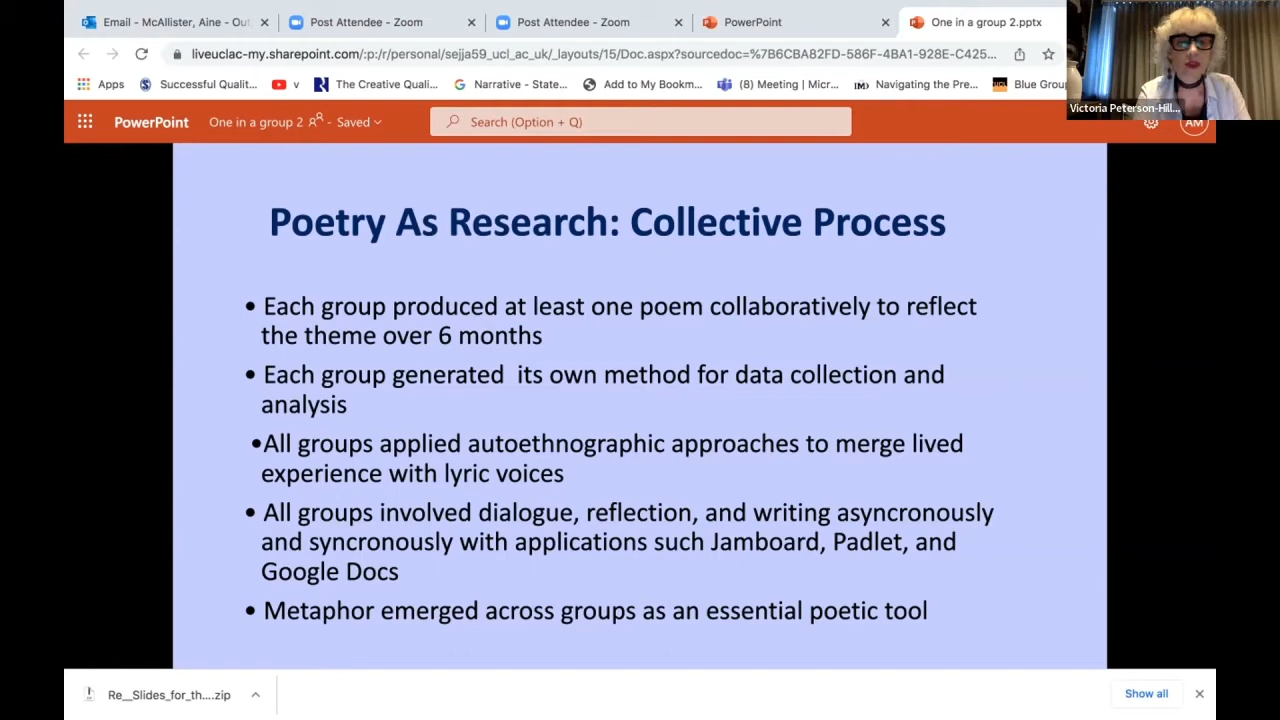 Email - McAllister, Aine - Out
Post Attendee - Zoom
Post Attendee - Zoom
PowerPoint
One in a group 2.pptx
liveuclac-my.sharepoint.com/:p:/r/personal/sejja59_ucl_ac_uk/_layouts/15/Doc.aspx?sourcedoc=%7B6CBA82FD-586F-4BA1-928E-C425...
Apps
Successful Qualit...
v
The Creative Quali...
Narrative - State...
Add to My Bookm...
(8) Meeting | Micr...
Navigating the Pre...
Blue Grou
Victoria Peterson-Hill...
PowerPoint
One in a group 2
- Saved
Search (Option + Q)
AM
Poetry As Research: Collective Process
• Each group produced at least one poem collaboratively to reflect
the theme over 6 months
• Each group generated its own method for data collection and
analysis
•All groups applied autoethnographic approaches to merge lived
experience with lyric voices
• All groups involved dialogue, reflection, and writing asyncronously
and syncronously with applications such Jamboard, Padlet, and
Google Docs
• Metaphor emerged across groups as an essential poetic tool
Re__Slides_for_th....zip
Show all